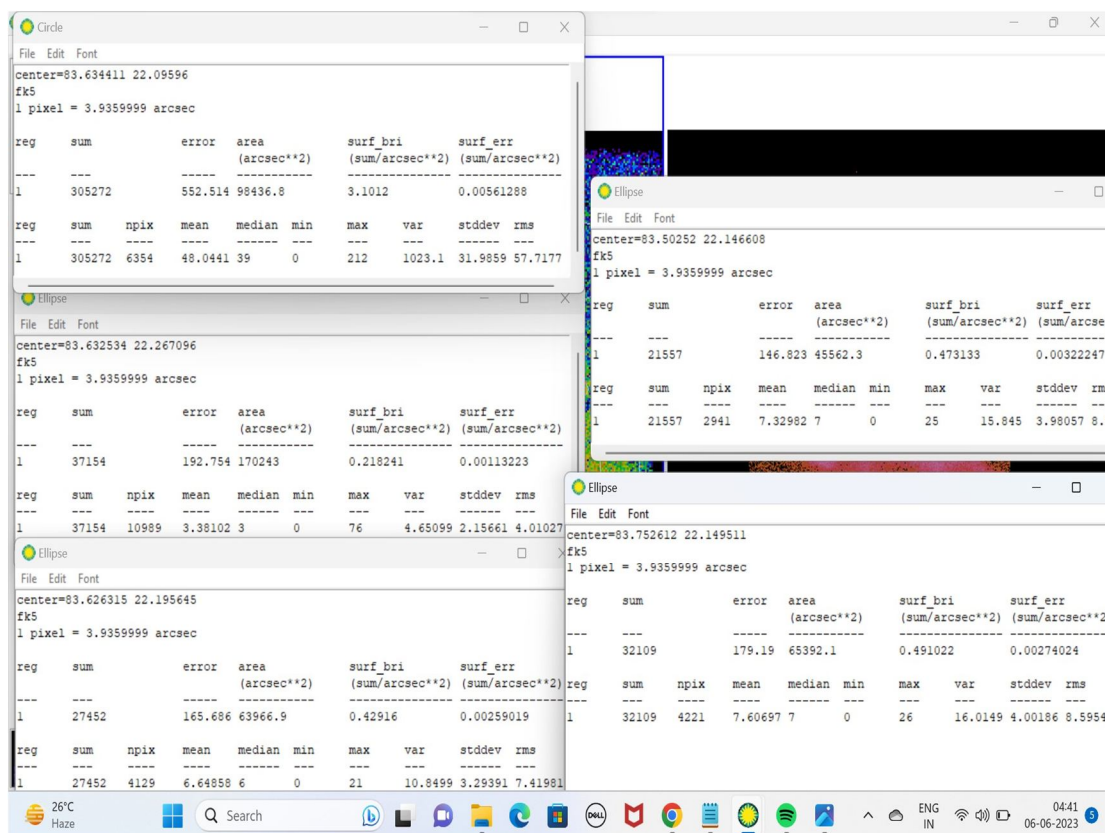 Circle
File Edit Font
center=83.634411 22.09596
fk5
1 pixel = 3.9359999 arcsec
reg sum error area surf_bri surf_err
(arcsec**2) (sum/arcsec**2) (sum/arcsec**2)
--- --- ----- ----------- --------------- --------------
1 305272 552.514 98436.8 3.1012 0.00561288
reg sum npix mean median min max var stddev rms
--- --- ---- ---- ------ --- --- --- ------ ---
1 305272 6354 48.0441 39 0 212 1023.1 31.9859 57.7177
Ellipse
File Edit Font
center=83.632534 22.267096
fk5
1 pixel = 3.9359999 arcsec
reg sum error area surf_bri surf_err
(arcsec**2) (sum/arcsec**2) (sum/arcsec**2)
--- --- ----- ----------- --------------- --------------
1 37154 192.754 170243 0.218241 0.00113223
reg sum npix mean median min max var stddev rms
--- --- ---- ---- ------ --- --- --- ------ ---
1 37154 10989 3.38102 3 0 76 4.65099 2.15661 4.01027
Ellipse
File Edit Font
center=83.626315 22.195645
fk5
1 pixel = 3.9359999 arcsec
reg sum error area surf_bri surf_err
(arcsec**2) (sum/arcsec**2) (sum/arcsec**2)
--- --- ----- ----------- --------------- --------------
1 27452 165.686 63966.9 0.42916 0.00259019
reg sum npix mean median min max var stddev rms
--- --- ---- ---- ------ --- --- --- ------ ---
1 27452 4129 6.64858 6 0 21 10.8499 3.29391 7.41981
Ellipse
File Edit Font
center=83.50252 22.146608
fk5
1 pixel = 3.9359999 arcsec
reg sum error area surf_bri surf_err
(arcsec**2) (sum/arcsec**2) (sum/arcse
--- --- ----- ----------- --------------- -----------
1 21557 146.823 45562.3 0.473133 0.00322247
reg sum npix mean median min max var stddev rm
--- --- ---- ---- ------ --- --- --- ------ --
1 21557 2941 7.32982 7 0 25 15.845 3.98057 8.
Ellipse
File Edit Font
center=83.752612 22.149511
fk5
1 pixel = 3.9359999 arcsec
reg sum error area surf_bri surf_err
(arcsec**2) (sum/arcsec**2) (sum/arcsec**2
--- --- ----- ----------- --------------- --------------
1 32109 179.19 65392.1 0.491022 0.00274024
reg sum npix mean median min max var stddev rms
--- --- ---- ---- ------ --- --- --- ------ ---
1 32109 4221 7.60697 7 0 26 16.0149 4.00186 8.5954
26°C
Haze
Search
DELL
ENG
IN
04:41
06-06-2023
5